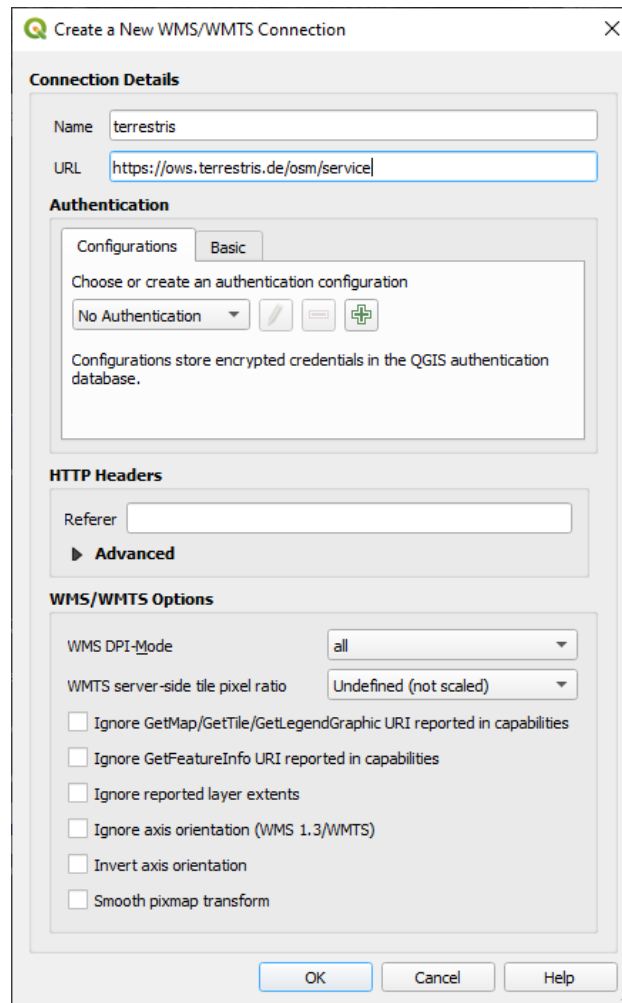 Create a New WMS/WMTS Connection
Connection Details
Name terrestris
URL https://ows.terrestris.de/osm/service
Authentication
Configurations Basic
Choose or create an authentication configuration
No Authentication
Configurations store encrypted credentials in the QGIS authentication
database.
HTTP Headers
Referer
Advanced
WMS/WMTS Options
WMS DPI-Mode all
WMTS server-side tile pixel ratio Undefined (not scaled)
Ignore GetMap/GetTile/GetLegendGraphic URI reported in capabilities
Ignore GetFeatureInfo URI reported in capabilities
Ignore reported layer extents
Ignore axis orientation (WMS 1.3/WMTS)
Invert axis orientation
Smooth pixmap transform
OK Cancel Help